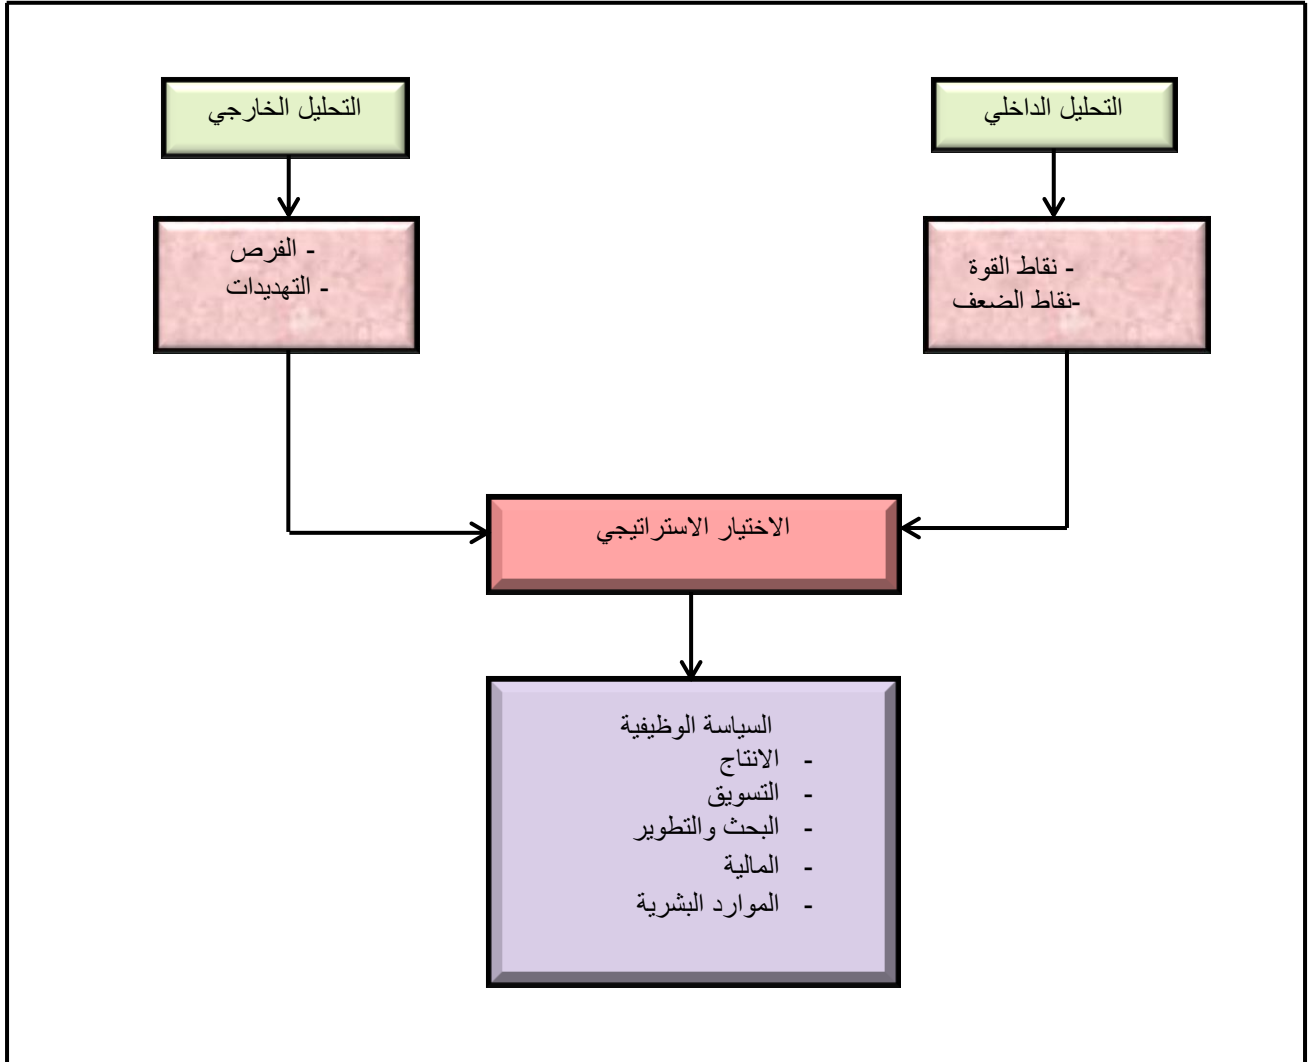 التحليل الداخلي
التحليل الخارجي
- نقاط القوة
-نقاط الضعف
- الفرص
- التهديدات
الاختيار الاستراتيجي
السياسة الوظيفية
- الانتاج
- التسويق
- البحث والتطوير
- المالية
- الموارد البشرية